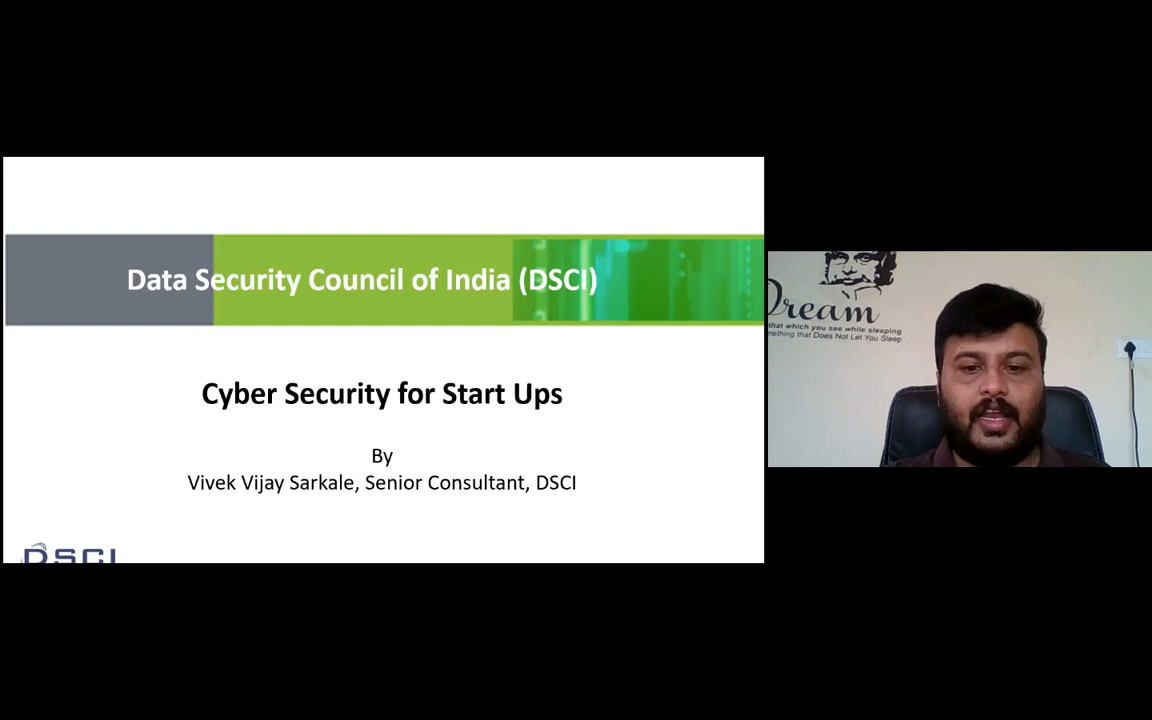 Data Security Council of India (DSCI)
Cyber Security for Start Ups
By
Vivek Vijay Sarkale, Senior Consultant, DSCI
DSCI
Dream
that which you see while sleeping
mething that Does Not Let You Sleep